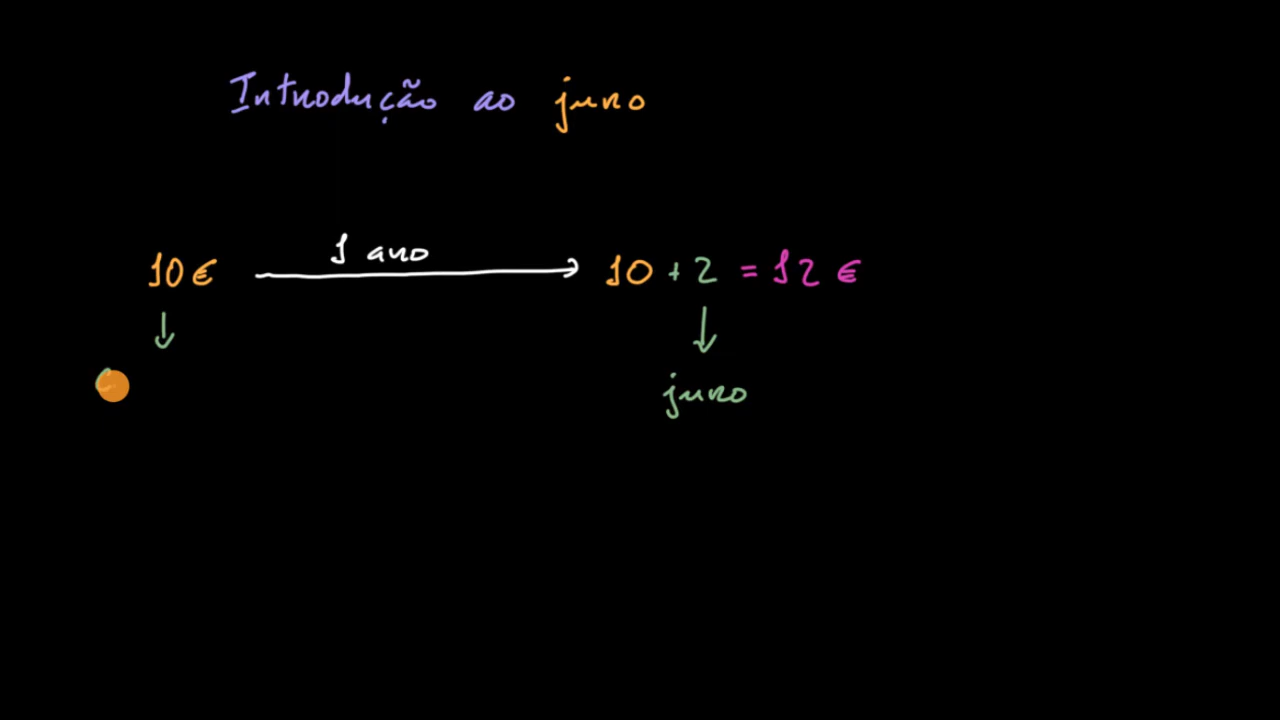 Introdução ao juro
1 ano
10 € 10 + 2 = 12 €
juro